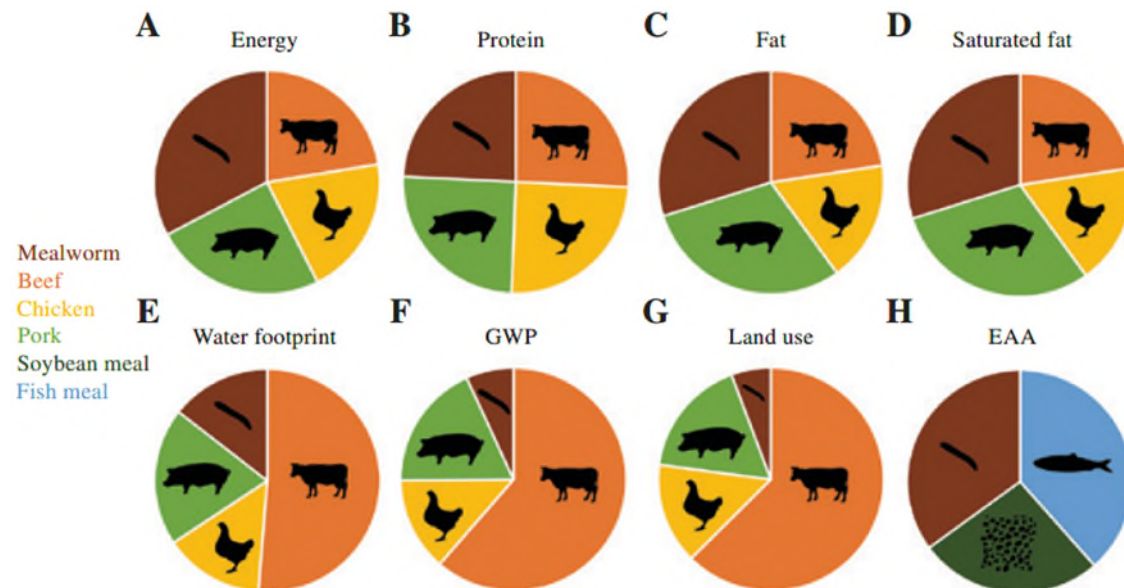 A Energy
B Protein
C Fat
D Saturated fat
Mealworm
Beef
Chicken
Pork
Soybean meal
Fish meal
E Water footprint
F GWP
G Land use
H EAA